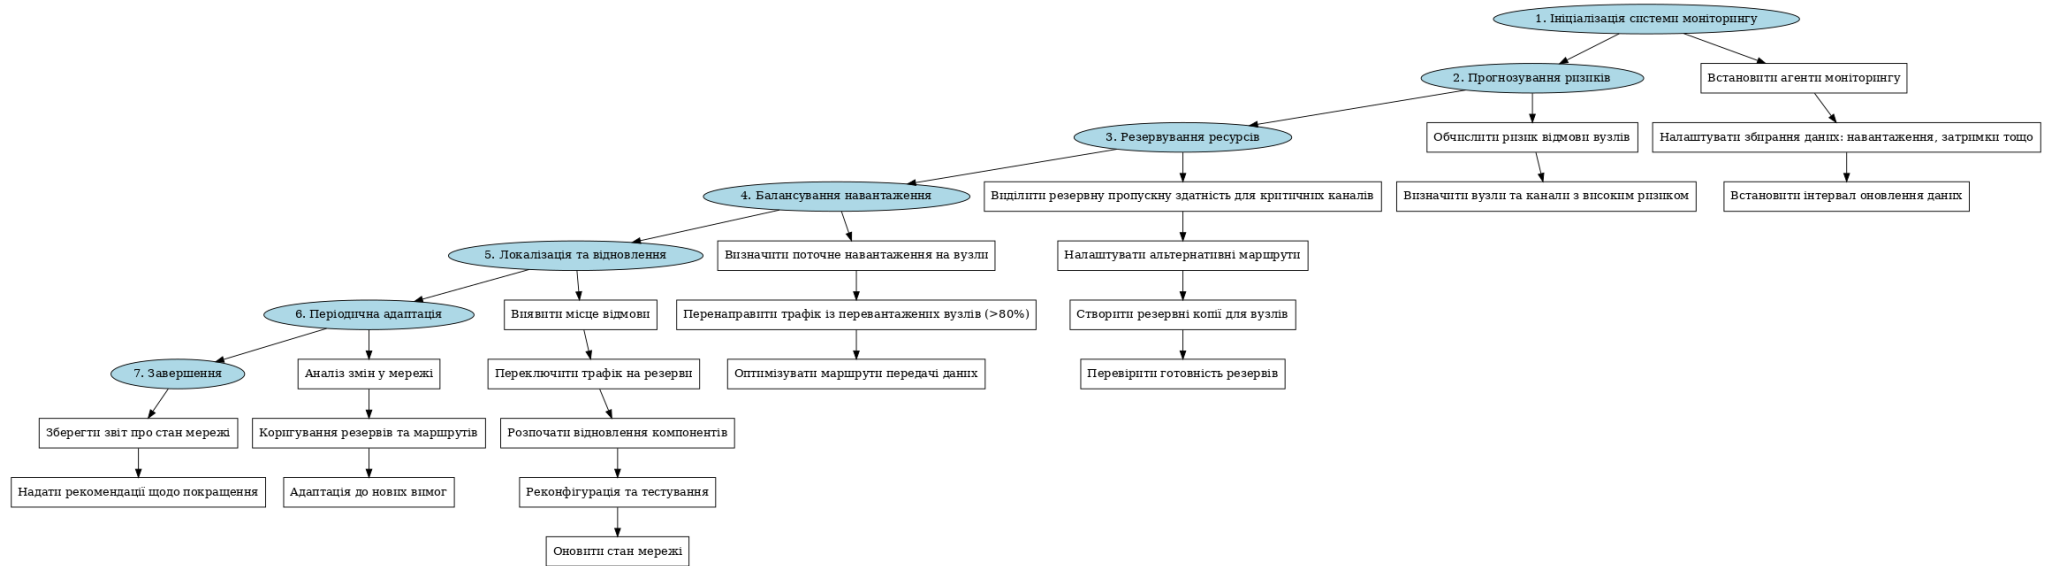 1. Ініціалізація системи моніторингу
2. Прогнозування ризиків
Встановити агенти моніторингу
3. Резервування ресурсів
Обчислити ризик відмови вузлів
Налаштувати збирання даних: навантаження, затримки тощо
4. Балансування навантаження
Виділити резервну пропускну здатність для критичних каналів
Визначити вузли та канали з високим ризиком
Встановити інтервал оновлення даних
5. Локалізація та відновлення
Визначити поточне навантаження на вузли
Налаштувати альтернативні маршрути
6. Періодична адаптація
Виявити місце відмови
Перенаправити трафік із перевантажених вузлів (>80%)
Створити резервні копії для вузлів
7. Завершення
Аналіз змін у мережі
Переключити трафік на резерви
Оптимізувати маршрути передачі даних
Перевірити готовність резервів
Зберегти звіт про стан мережі
Коригування резервів та маршрутів
Розпочати відновлення компонентів
Надати рекомендації щодо покращення
Адаптація до нових вимог
Реконфігурація та тестування
Оновити стан мережі